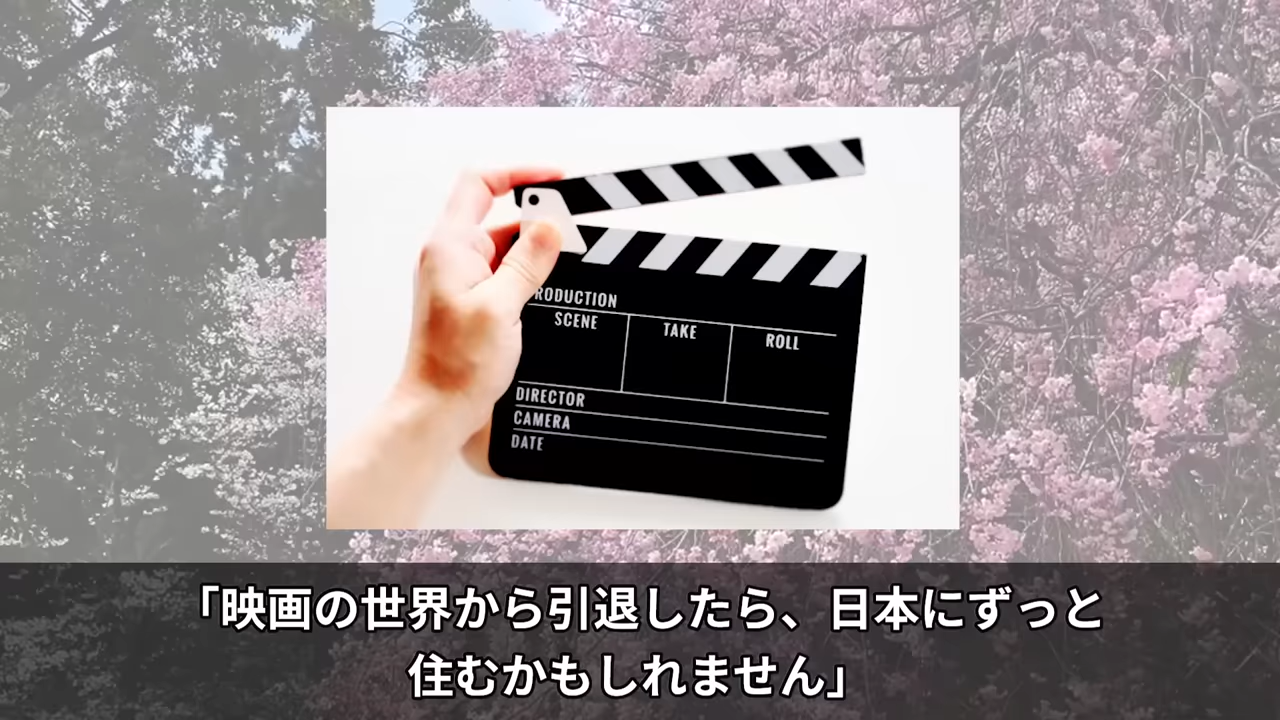 RODUCTION
SCENE TAKE ROLL
DIRECTOR
CAMERA
DATE
「映画の世界から引退したら、日本にずっと
住むかもしれません」